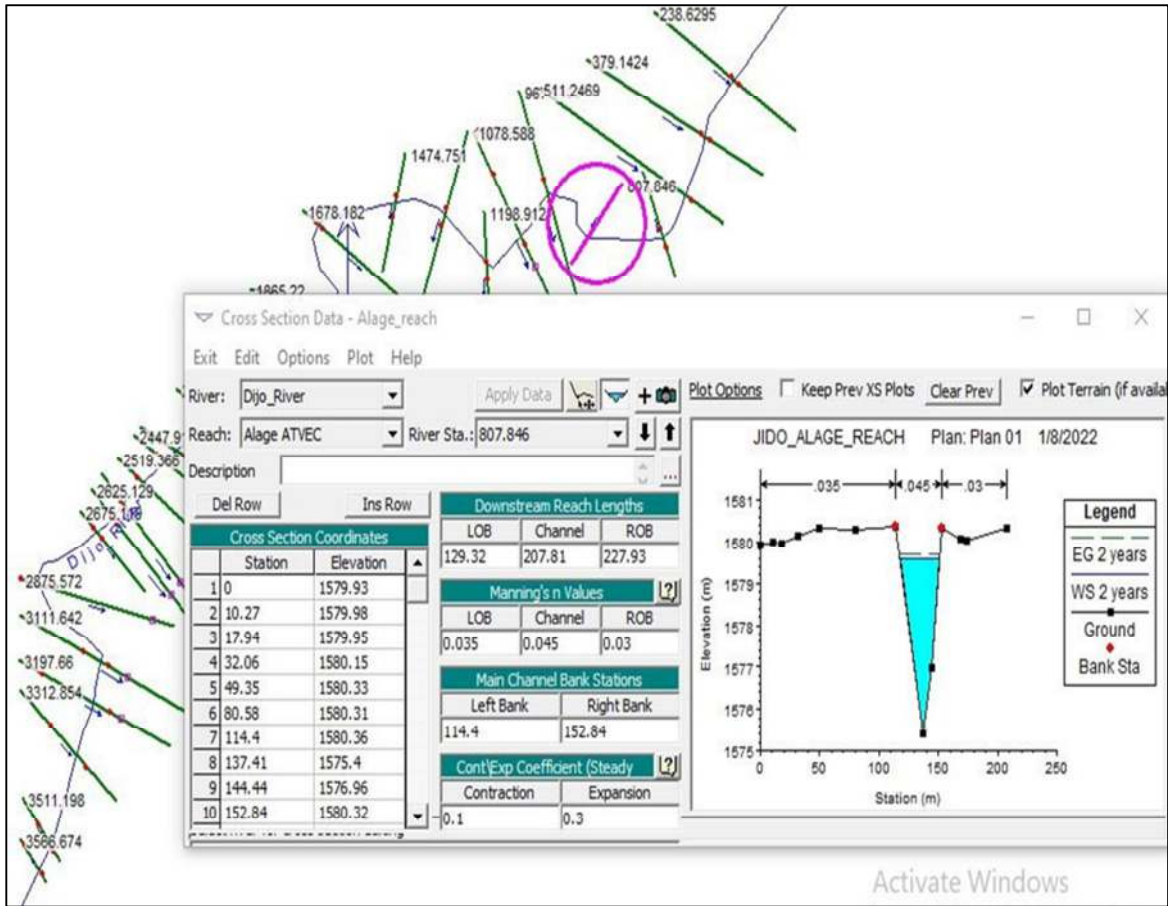 238.6295
379.1424
511.2469
1078.588
1474.751
807.846
1678.182
1198.912
1865.22
Cross Section Data - Alage_reach
Exit Edit Options Plot Help
River: Dijo_River Apply Data
Plot Options Keep Prev XS Plots Clear Prev Plot Terrain (if availa
Reach: Alage ATVEC River Sta.: 807.846
Description ...
Del Row Ins Row
Cross Section Coordinates
Station Elevation
1 0 1579.93
2 10.27 1579.98
3 17.94 1579.95
4 32.06 1580.15
5 49.35 1580.33
6 80.58 1580.31
7 114.4 1580.36
8 137.41 1575.4
9 144.44 1576.96
10 152.84 1580.32
Downstream Reach Lengths
LOB Channel ROB
129.32 207.81 227.93
Manning's n Values
LOB Channel ROB
0.035 0.045 0.03
Main Channel Bank Stations
Left Bank Right Bank
114.4 152.84
Cont\Exp Coefficient (Steady
Contraction Expansion
0.1 0.3
JIDO_ALAGE_REACH Plan: Plan 01 1/8/2022
.035 .045 .03
1581
1580
1579
1578
1577
1576
1575
Elevation (m)
0 50 100 150 200 250
Station (m)
Legend
EG 2 years
WS 2 years
Ground
Bank Sta
2447.9
2519.366
2625.129
Dijo
2875.572
3111.642
3197.66
3312.854
3511.198
3566.674
Activate Windows